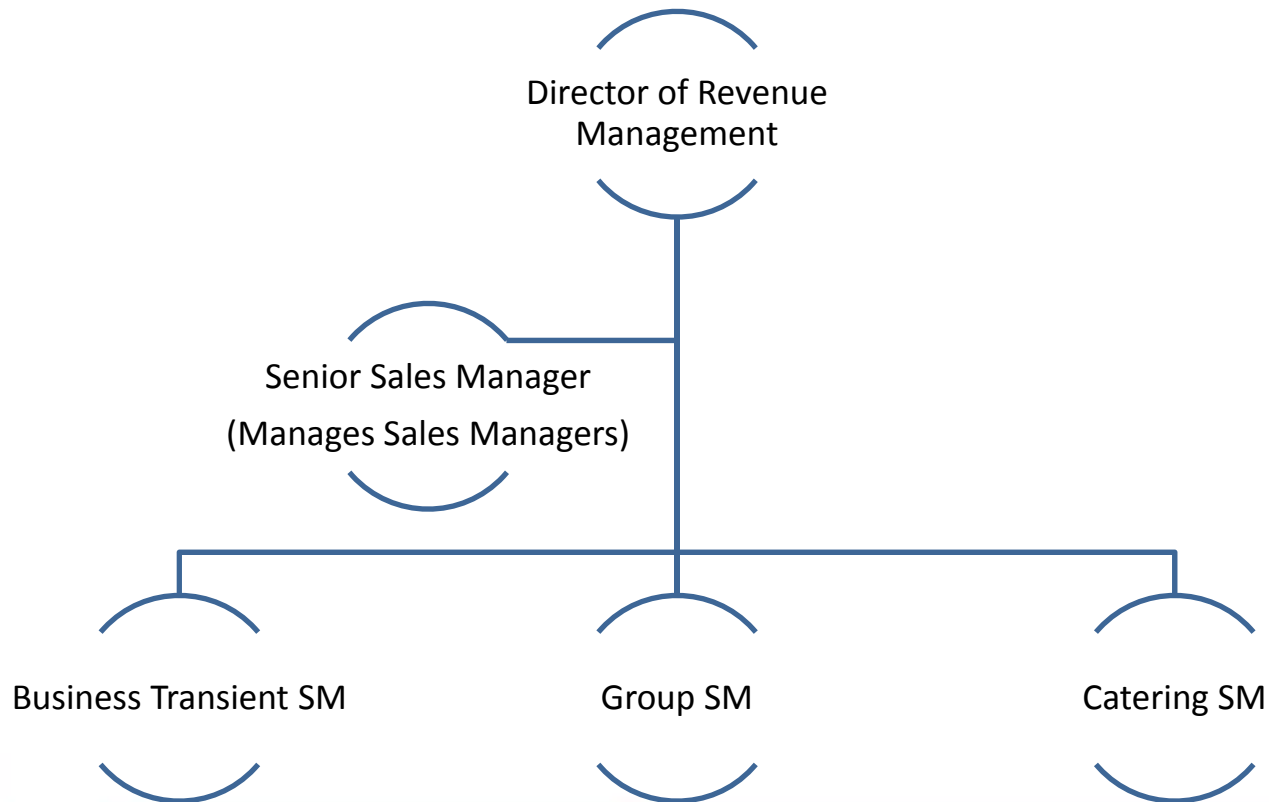 Director of Revenue
Management
Senior Sales Manager
(Manages Sales Managers)
Business Transient SM
Group SM
Catering SM